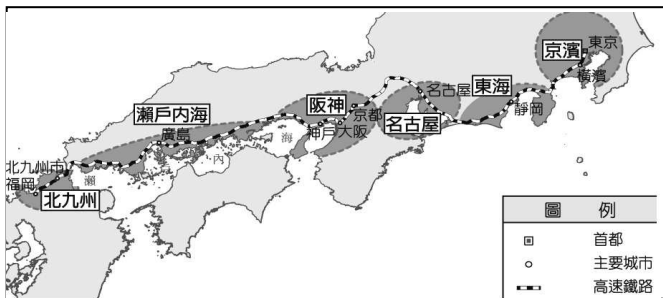 京濱
東京
橫濱
東海
靜岡
名古屋
名古屋
阪神
京都
神戶
大阪
瀨戶內海
廣島
瀨
內
海
北九州市
福岡
北九州
圖 例
首都
主要城市
高速鐵路